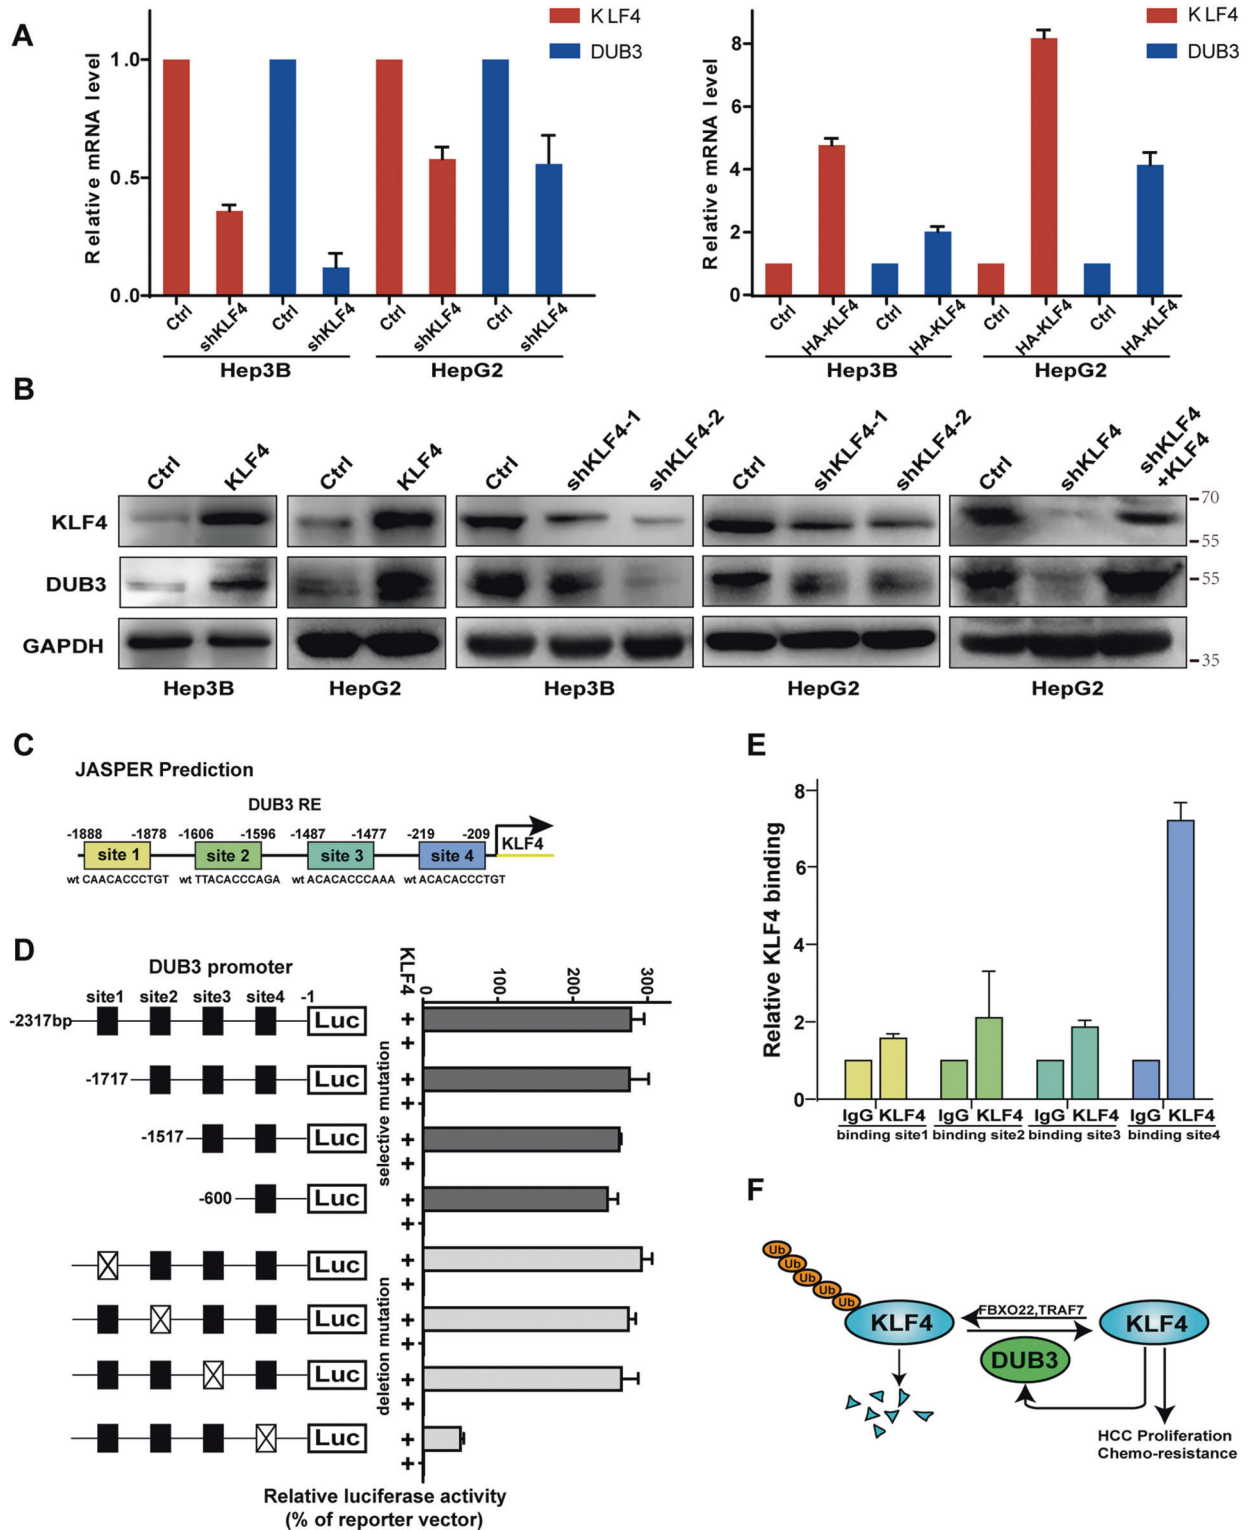 A
Relative mRNA level
1.0
0.5
0.0
KLF4
DUB3
Ctrl
shKLF4
Ctrl
shKLF4
Ctrl
shKLF4
Ctrl
shKLF4
Hep3B
HepG2
Relative mRNA level
8
6
4
2
0
KLF4
DUB3
Ctrl
HA-KLF4
Ctrl
HA-KLF4
Ctrl
HA-KLF4
Ctrl
HA-KLF4
Hep3B
HepG2
B
Ctrl
KLF4
Ctrl
KLF4
Ctrl
shKLF4-1
shKLF4-2
Ctrl
shKLF4-1
shKLF4-2
Ctrl
shKLF4
shKLF4
+KLF4
KLF4
70
55
DUB3
55
GAPDH
35
Hep3B
HepG2
Hep3B
HepG2
HepG2
C
JASPER Prediction
DUB3 RE
-1888 -1878 -1606 -1596 -1487 -1477 -219 -209
site 1 site 2 site 3 site 4 KLF4
wt CAACACCCTGT wt TTACACCCAGA wt ACACACCCAAA wt ACACACCCTGT
D
DUB3 promoter
site1 site2 site3 site4 -1
KLF4
0
100
200
300
-2317bp
Luc
+
+
-1717
Luc
+
+
-1517
Luc
+
+
-600
Luc
+
+
selective mutation
Luc
+
+
Luc
+
+
Luc
+
+
Luc
+
+
deletion mutation
Relative luciferase activity
(% of reporter vector)
E
Relative KLF4 binding
8
6
4
2
0
IgG KLF4 IgG KLF4 IgG KLF4 IgG KLF4
binding site1 binding site2 binding site3 binding site4
F
Ub
Ub
Ub
Ub
Ub
KLF4
FBXO22,TRAF7
KLF4
DUB3
HCC Proliferation
Chemo-resistance